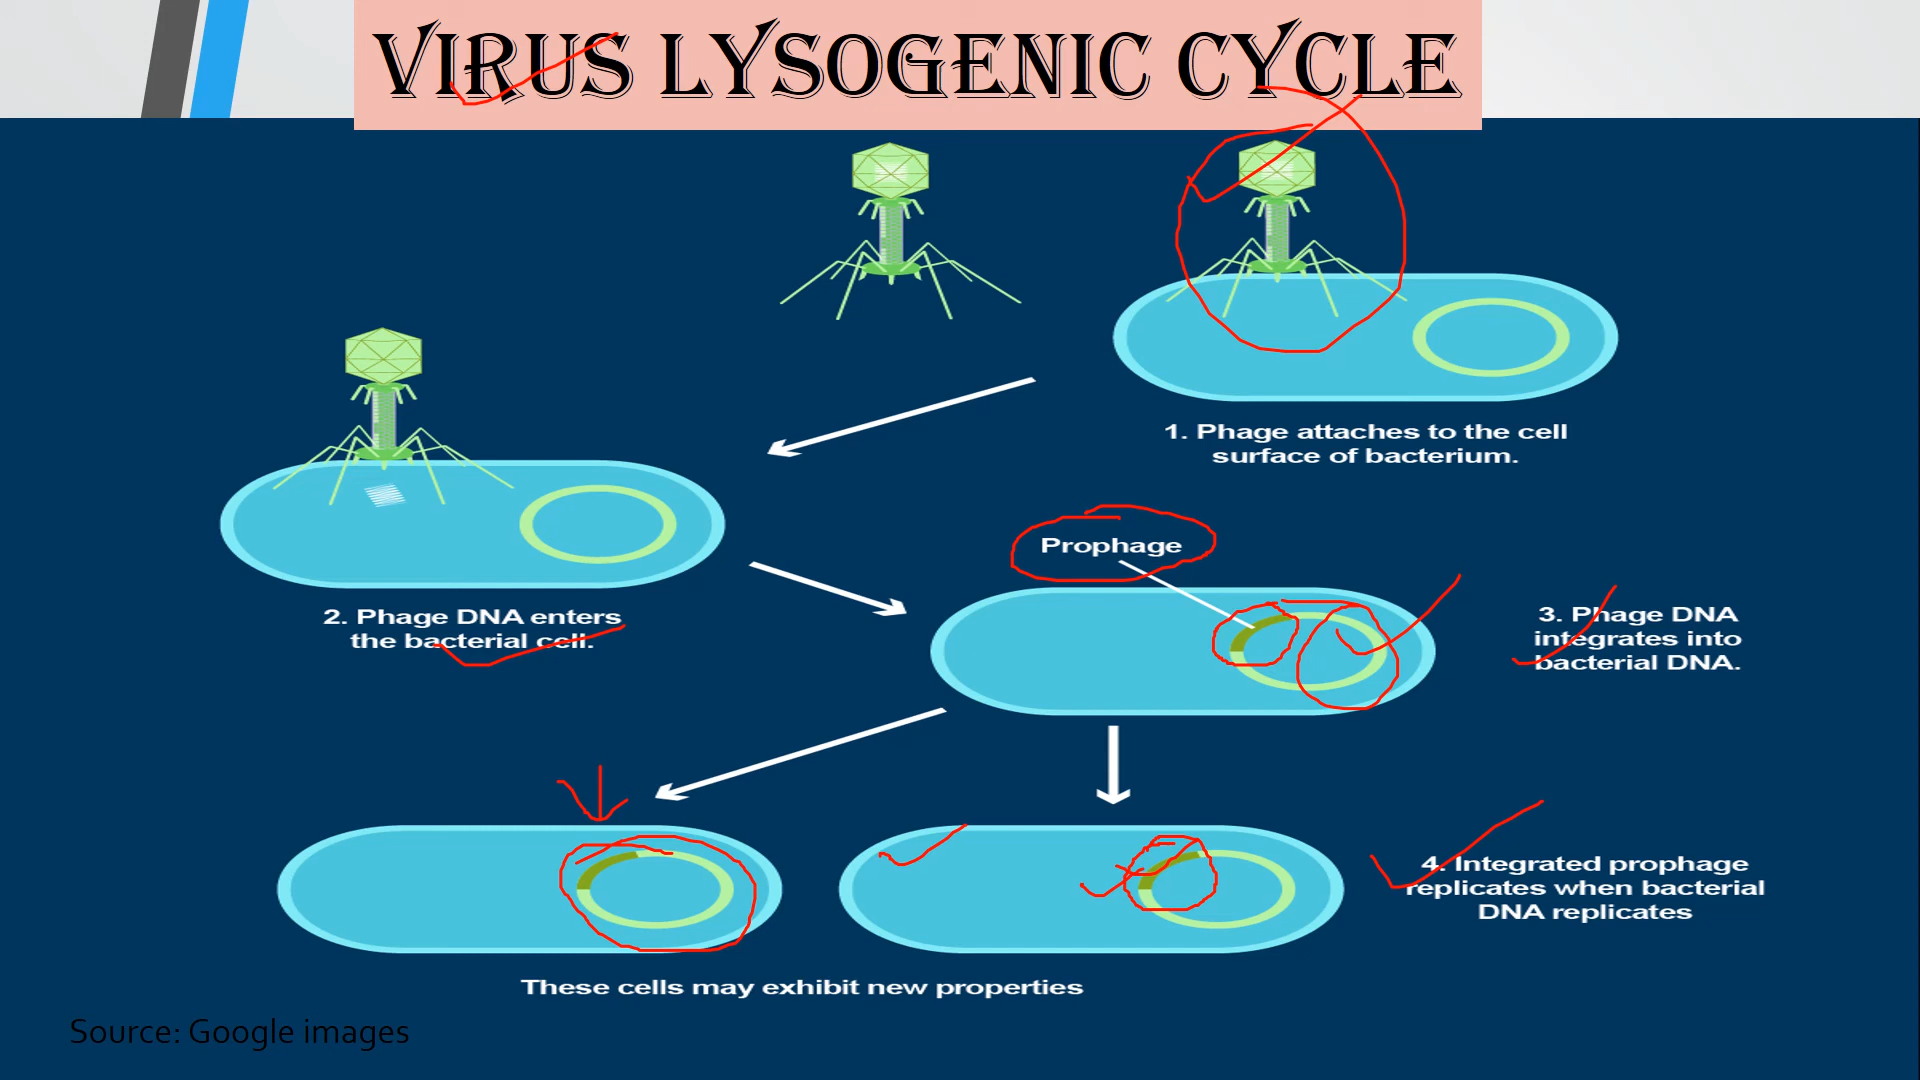 VIRUS LYSOGENIC CYCLE
1. Phage attaches to the cell
surface of bacterium.
2. Phage DNA enters
the bacterial cell.
Prophage
3. Phage DNA
integrates into
bacterial DNA.
4. Integrated prophage
replicates when bacterial
DNA replicates
These cells may exhibit new properties
Source: Google images